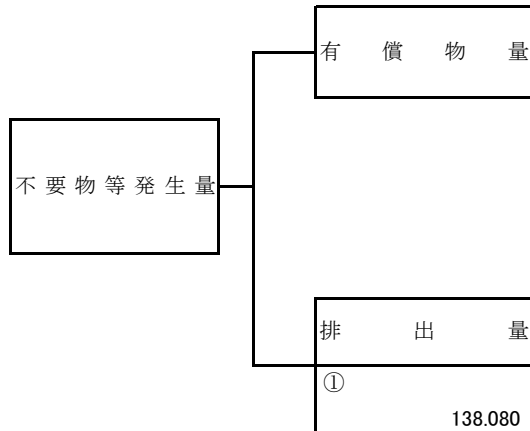 有償物量
不要物等発生量
排出量
①
138.080